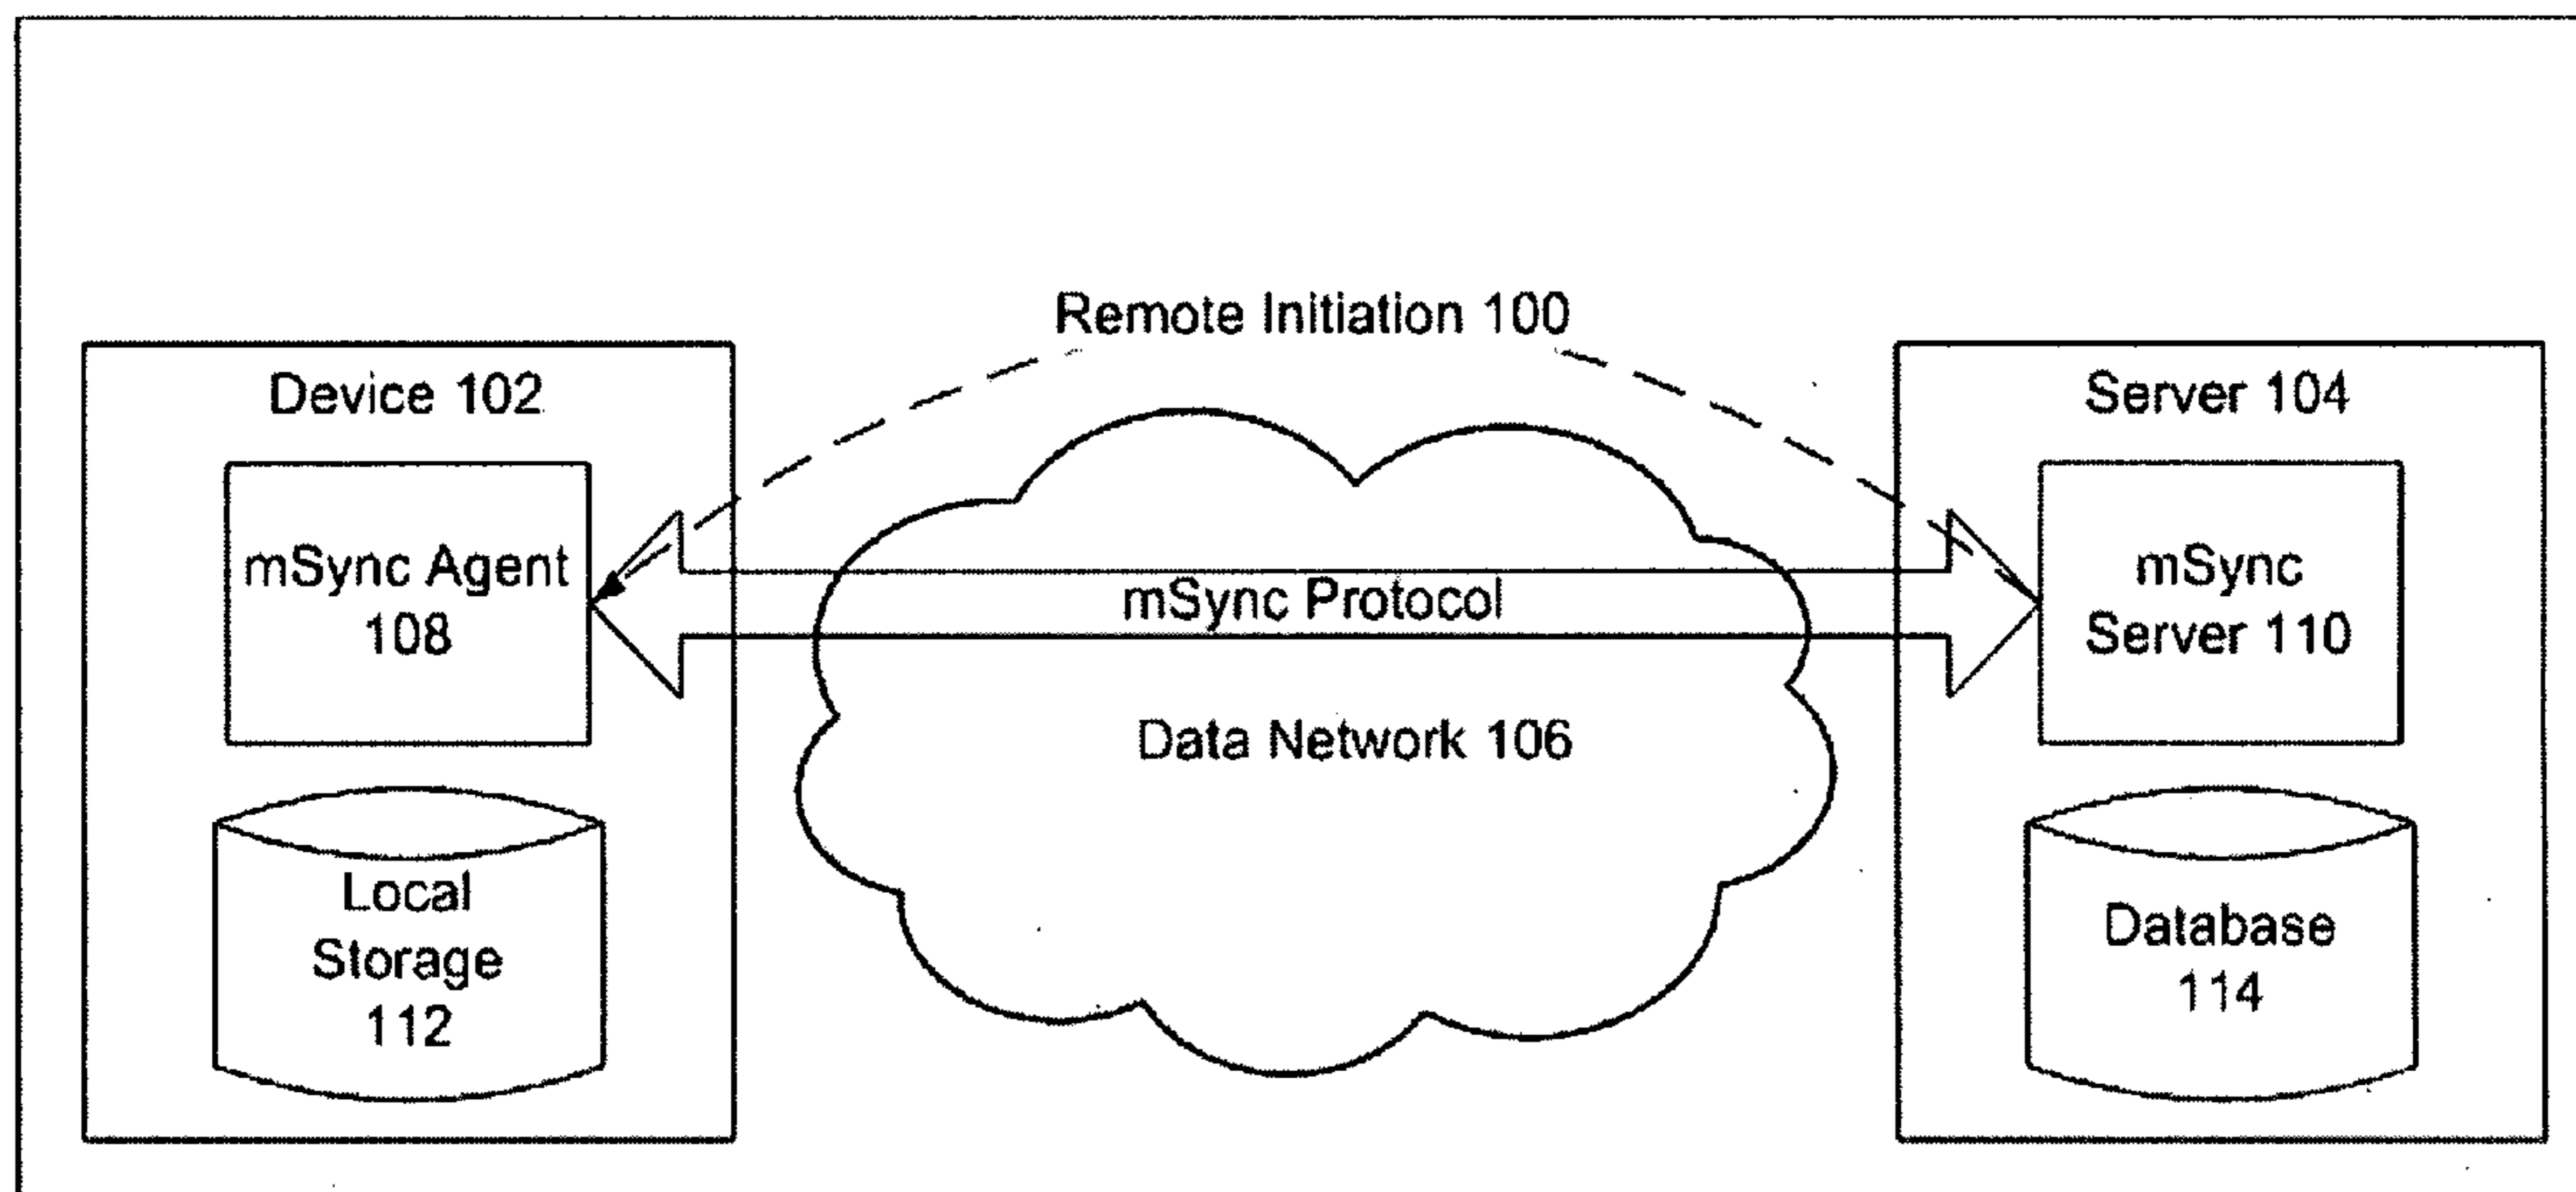 Remote Initiation 100
Device 102
Server 104
mSync Agent
108
mSync Protocol
mSync
Server 110
Data Network 106
Local
Storage
112
Database
114